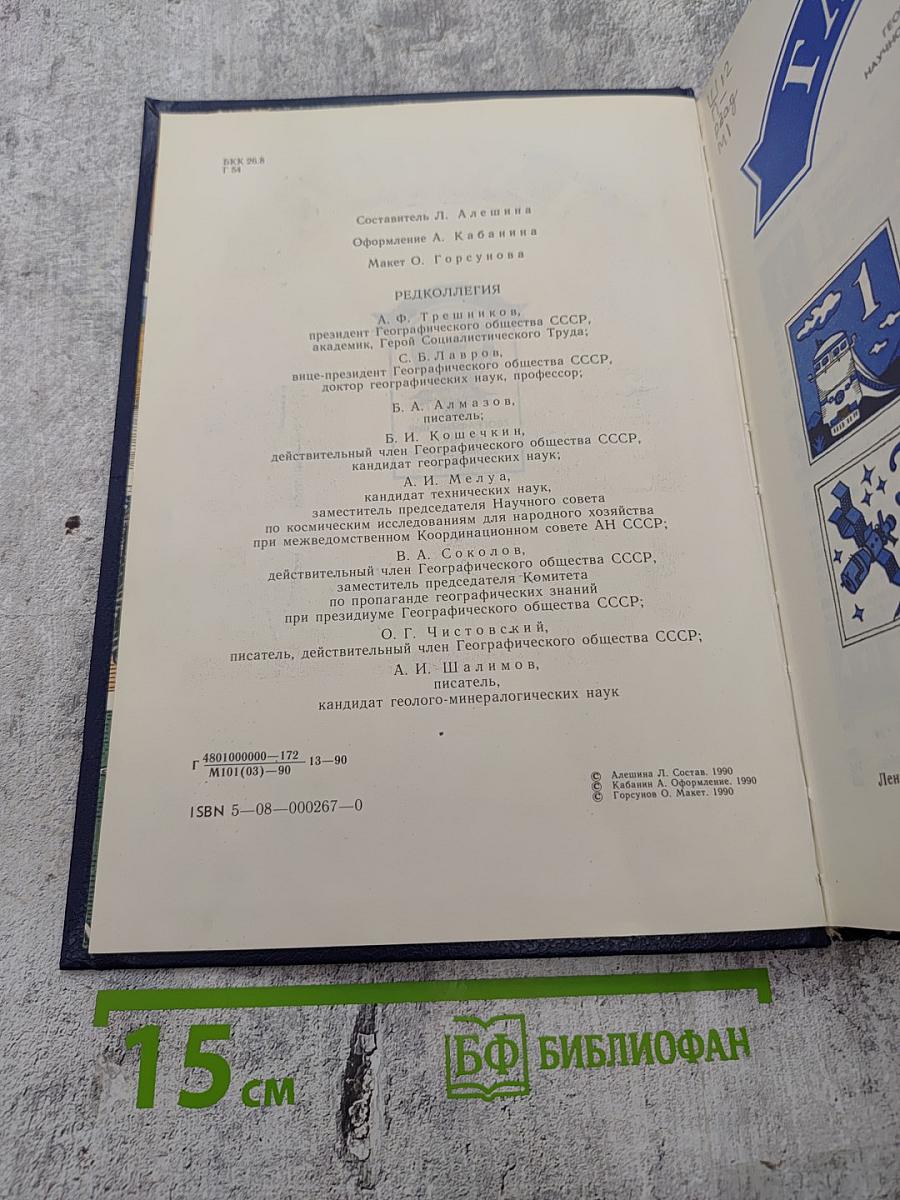 БКК 26.8
Г 54
Составитель Л. Алешина
Оформление А. Кабанина
Макет О. Горсунова
РЕДКОЛЛЕГИЯ
А. Ф. Трешников,
президент Географического общества СССР,
академик, Герой Социалистического Труда;
С. Б. Лавров,
вице-президент Географического общества СССР,
доктор географических наук, профессор;
Б. А. Алмазов,
писатель;
Б. И. Кошечкин,
действительный член Географического общества СССР,
кандидат географических наук;
А. И. Мелуа,
кандидат технических наук,
заместитель председателя Научного совета
по космическим исследованиям для народного хозяйства
при межведомственном Координационном совете АН СССР;
В. А. Соколов,
действительный член Географического общества СССР,
заместитель председателя Комитета
по пропаганде географических знаний
при президиуме Географического общества СССР;
О. Г. Чистовский,
писатель, действительный член Географического общества СССР;
А. И. Шалимов,
писатель,
кандидат геолого-минералогических наук
Г 4801000000—172
М101(03)—90 13—90
ISBN 5—08—000267—0
© Алешина Л. Состав. 1990
© Кабанин А. Оформление. 1990
© Горсунов О. Макет. 1990
ГЕО
НАУЧНО
1
Лен
15 см
БФ БИБЛИОФАН